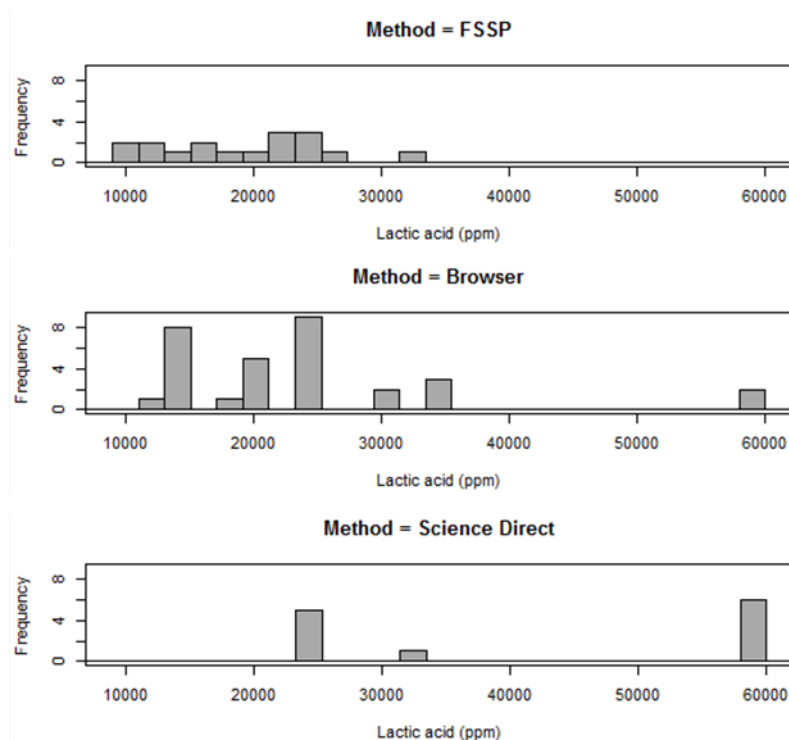 Method = FSSP
Frequency
8
4
0
10000 20000 30000 40000 50000 60000
Lactic acid (ppm)
Method = Browser
Frequency
8
4
0
10000 20000 30000 40000 50000 60000
Lactic acid (ppm)
Method = Science Direct
Frequency
8
4
0
10000 20000 30000 40000 50000 60000
Lactic acid (ppm)